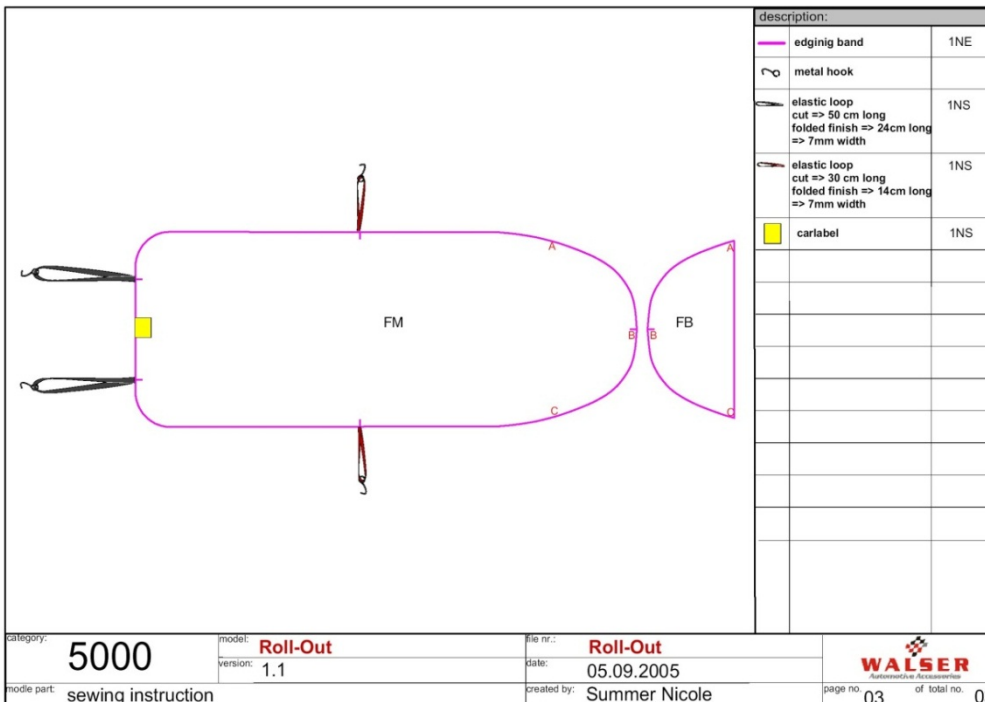 description:
edginig band 1NE
metal hook
elastic loop 1NS
cut => 50 cm long
folded finish => 24cm long
=> 7mm width
elastic loop 1NS
cut => 30 cm long
folded finish => 14cm long
=> 7mm width
carlabel 1NS
A
A
FM
B
B
FB
C
C
category: 5000
model: Roll-Out
version: 1.1
file nr.: Roll-Out
date: 05.09.2005
WALSER
Automotive Accessories
modle part: sewing instruction
created by: Summer Nicole
page no. 03 of total no.